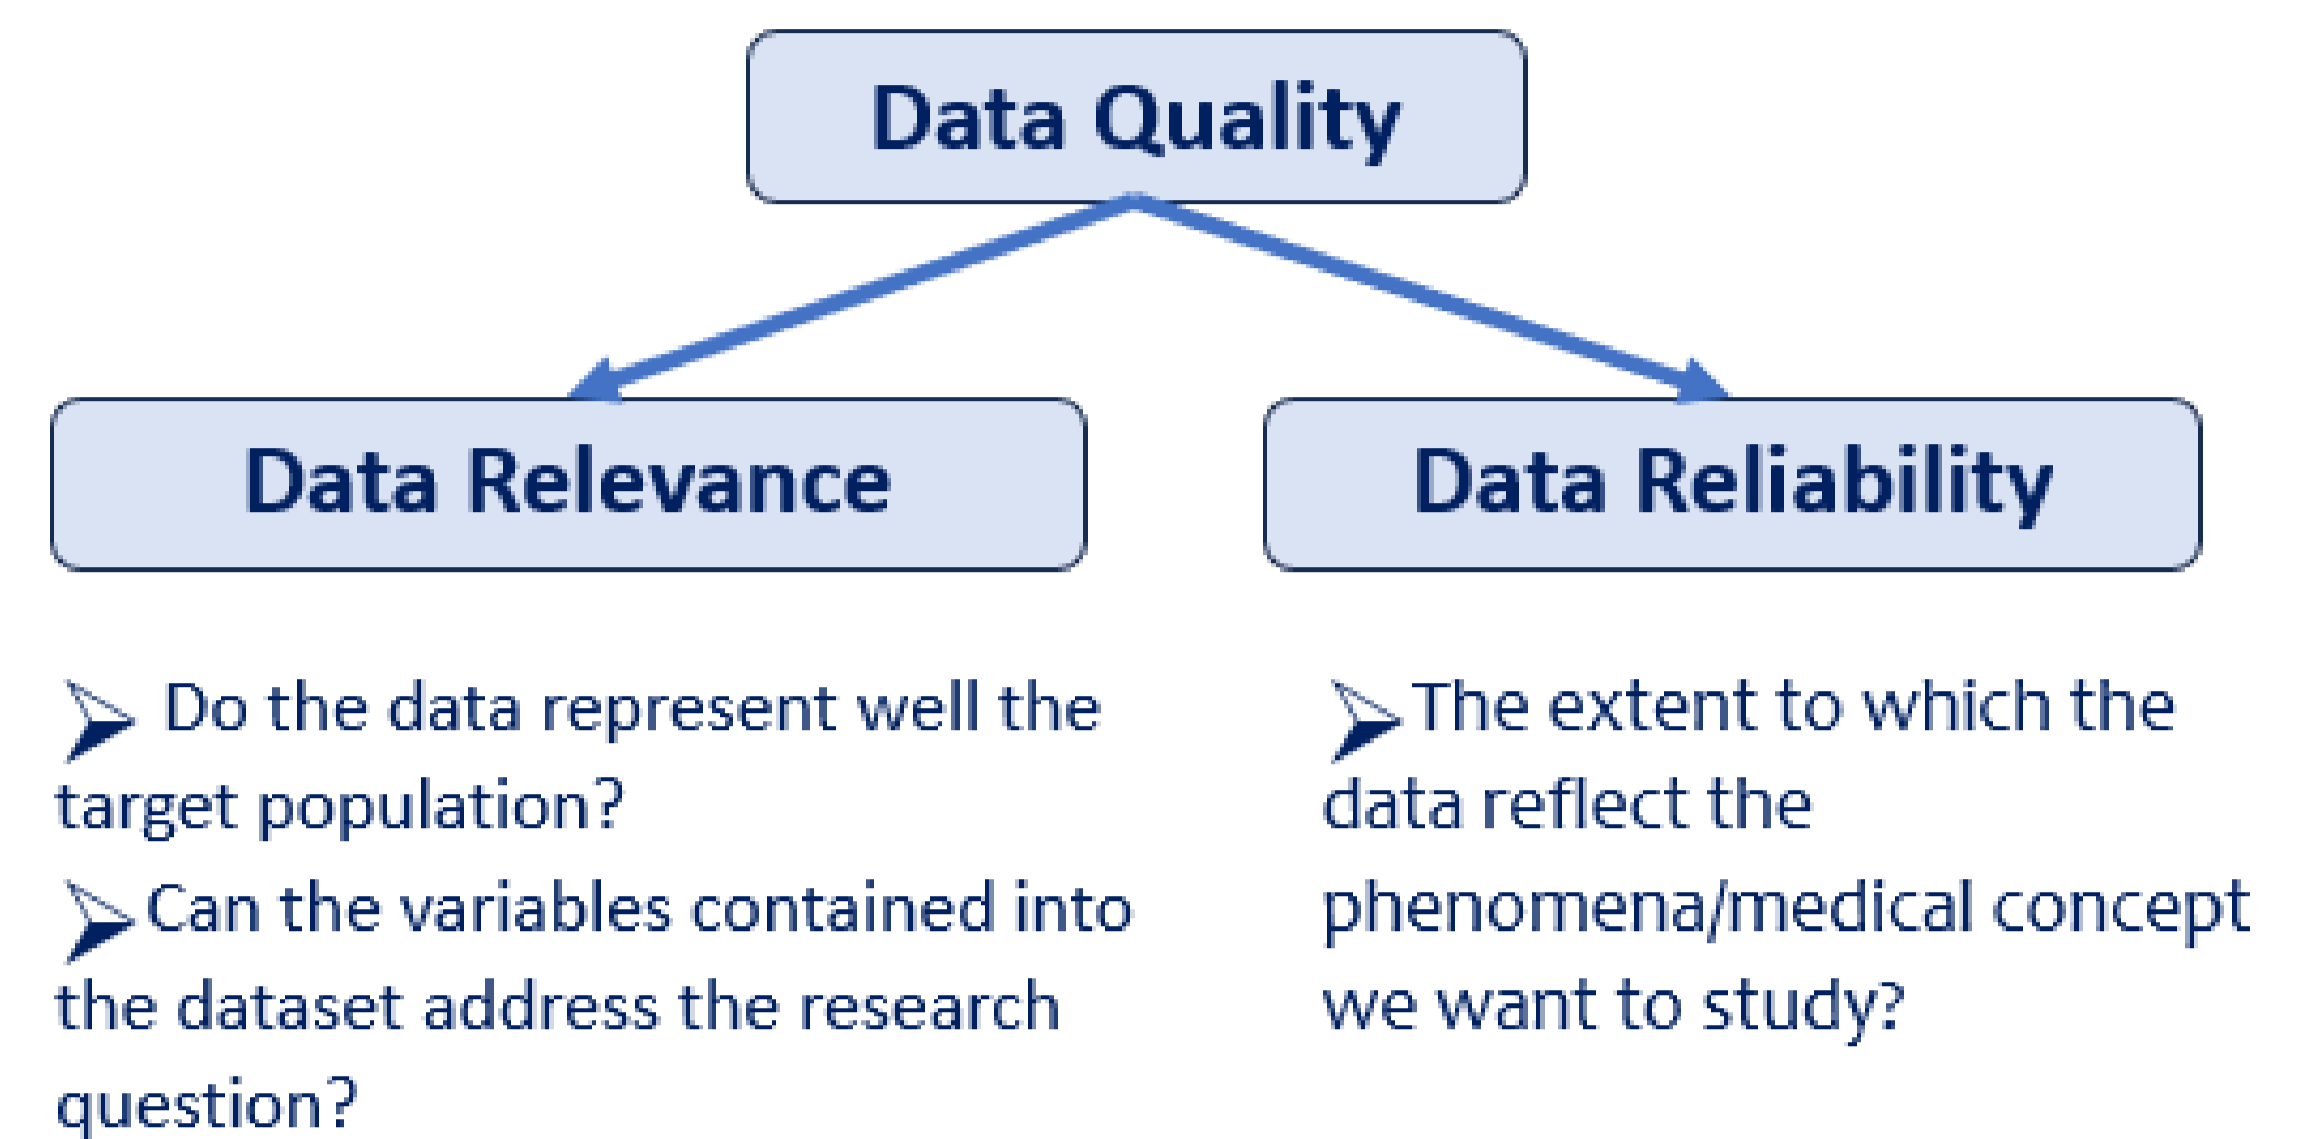 Data Quality
Data Relevance
Data Reliability
Do the data represent well the
target population?
Can the variables contained into
the dataset address the research
question?
The extent to which the
data reflect the
phenomena/medical concept
we want to study?